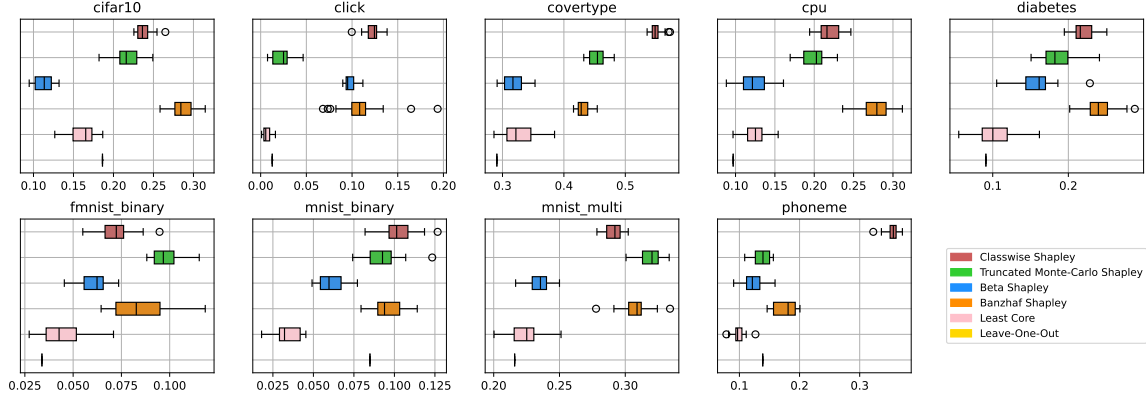 cifar10
click
covertype
cpu
diabetes
0.10 0.15 0.20 0.25 0.30
0.00 0.05 0.10 0.15 0.20
0.3 0.4 0.5
0.10 0.15 0.20 0.25 0.30
0.1 0.2
fmnist_binary
mnist_binary
mnist_multi
phoneme
0.025 0.050 0.075 0.100
0.025 0.050 0.075 0.100 0.125
0.20 0.25 0.30
0.1 0.2 0.3
Classwise Shapley
Truncated Monte-Carlo Shapley
Beta Shapley
Banzhaf Shapley
Least Core
Leave-One-Out